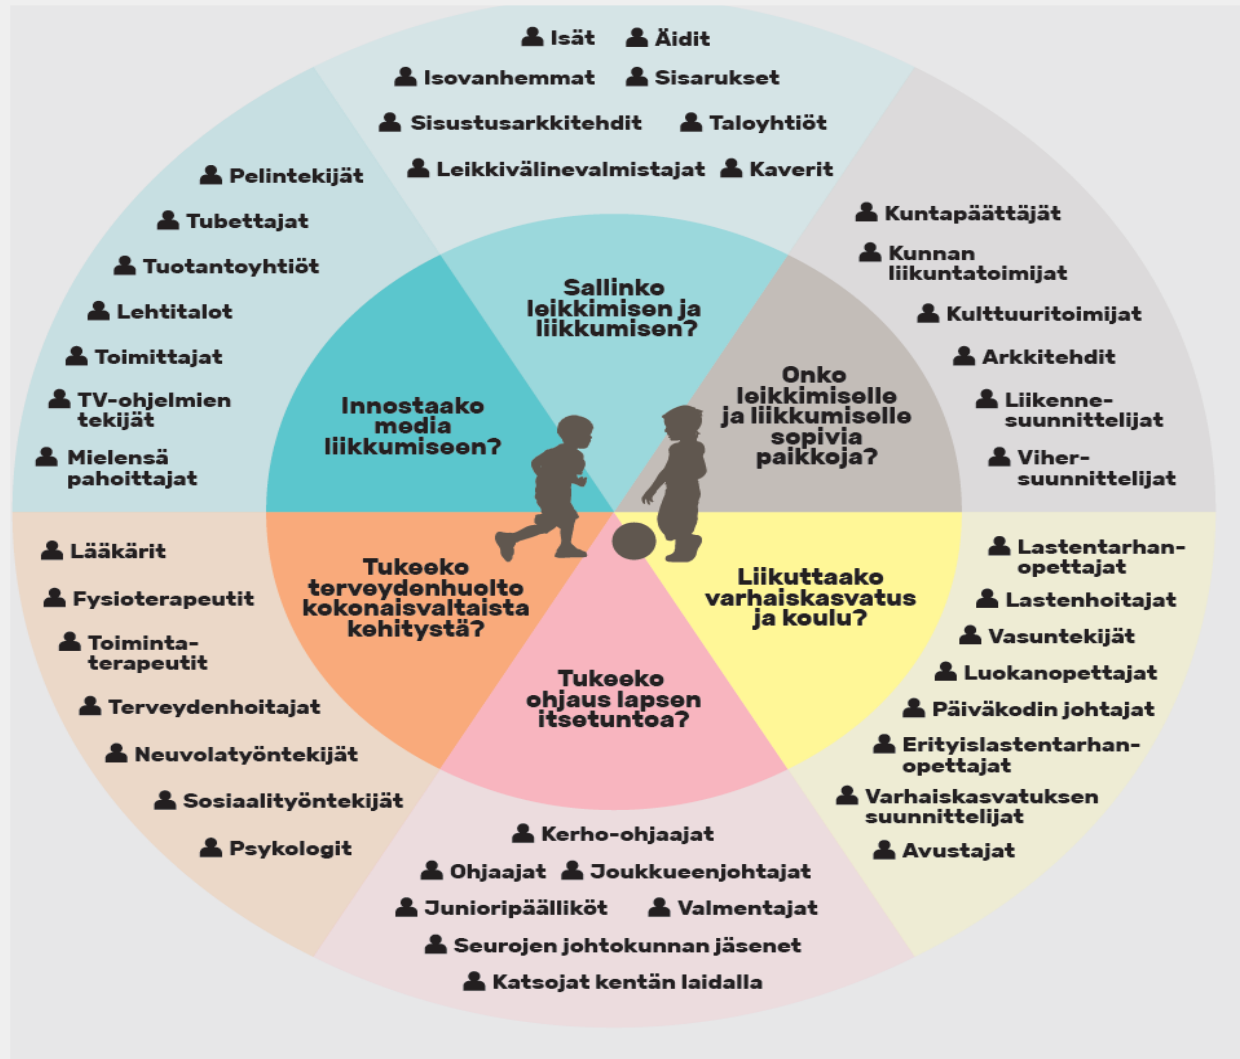 Isät
Äidit
Isovanhemmat
Sisarukset
Sisustusarkkitehdit
Taloyhtiöt
Leikkivälinevalmistajat
Kaverit
Sallinko
leikkimisen ja
liikkumisen?
Kuntapäättäjät
Kunnan
liikuntatoimijat
Kulttuuritoimijat
Arkkitehdit
Liikenne-
suunnittelijat
Viher-
suunnittelijat
Onko
leikkimiselle
ja liikkumiselle
sopivia
paikkoja?
Lastentarhan-
opettajat
Lastenhoitajat
Vasuntekijät
Luokanopettajat
Päiväkodin johtajat
Erityislastentarhan-
opettajat
Varhaiskasvatuksen
suunnittelijat
Avustajat
Liikuttaako
varhaiskasvatus
ja koulu?
Tukeeko
ohjaus lapsen
itsetuntoa?
Kerho-ohjaajat
Ohjaajat
Joukkueenjohtajat
Junioripäälliköt
Valmentajat
Seurojen johtokunnan jäsenet
Katsojat kentän laidalla
Tukeeko
terveydenhuolto
kokonaisvaltaista
kehitystä?
Lääkärit
Fysioterapeutit
Toiminta-
terapeutit
Terveydenhoitajat
Neuvolatyöntekijät
Sosiaalityöntekijät
Psykologit
Innostaako
media
liikkumiseen?
Pelintekijät
Tubettajat
Tuotantoyhtiöt
Lehtitalot
Toimittajat
TV-ohjelmien
tekijät
Mielensä
pahoittajat